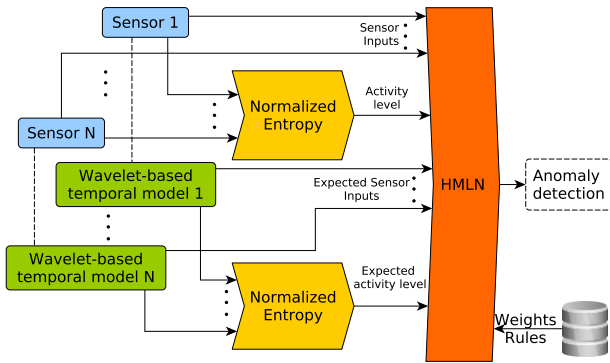 Sensor 1
Sensor
Inputs
Normalized
Entropy
Activity
level
Sensor N
Wavelet-based
temporal model 1
Expected Sensor
Inputs
HMLN
Anomaly
detection
Wavelet-based
temporal model N
Normalized
Entropy
Expected
activity level
Weights
Rules